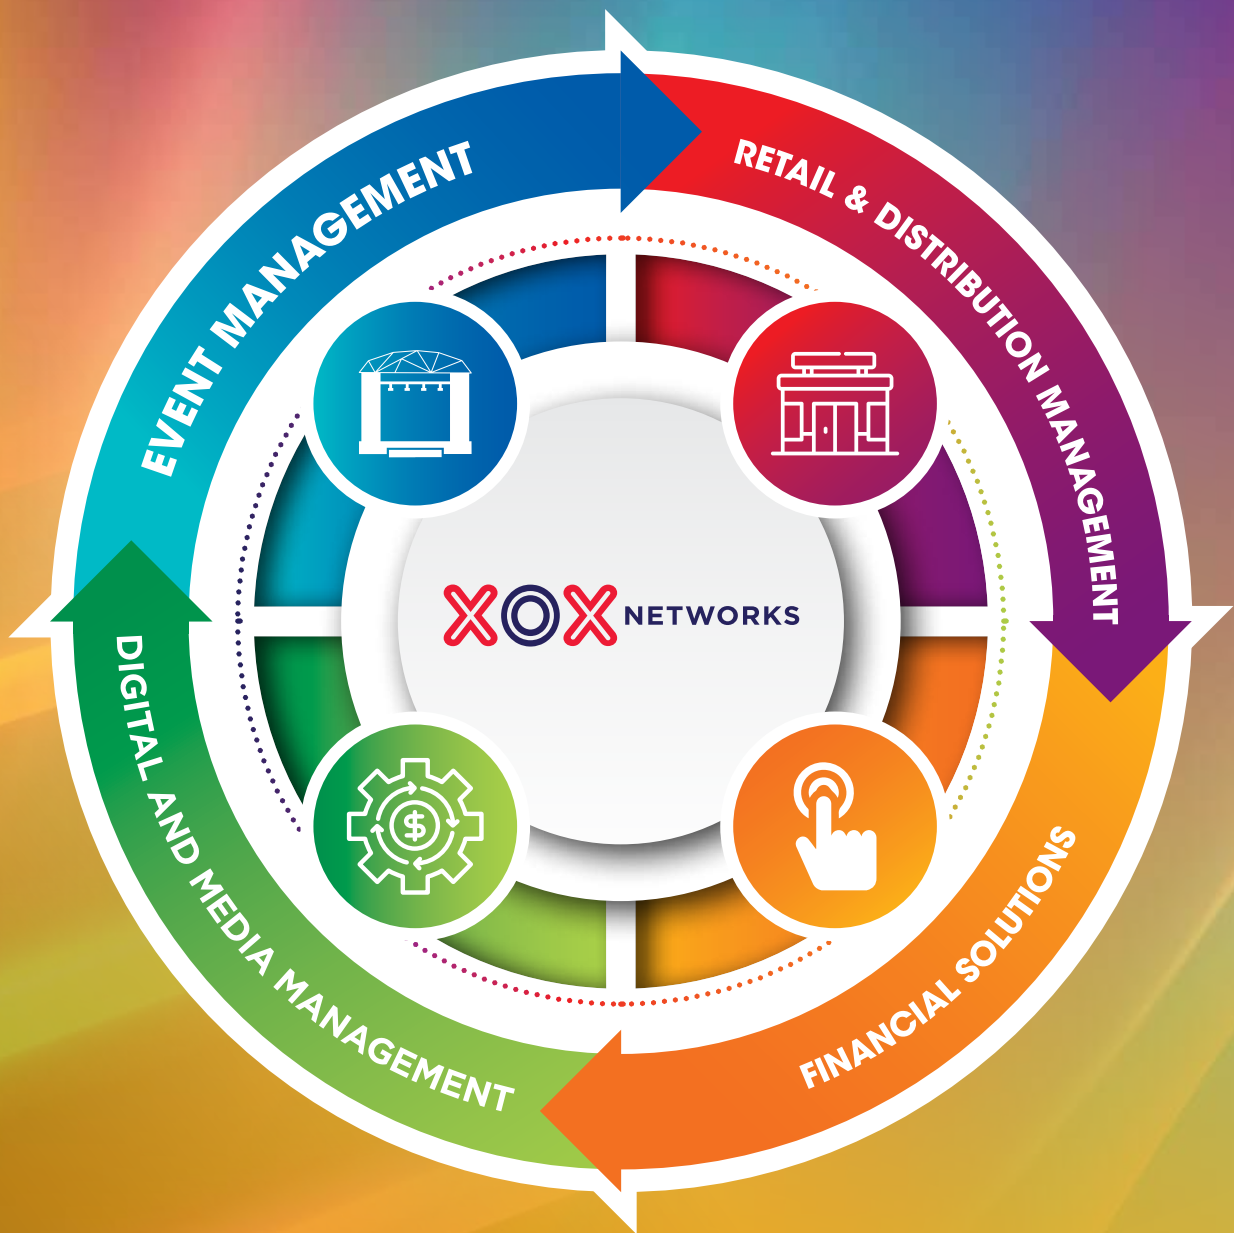 EVENT MANAGEMENT
RETAIL & DISTRIBUTION MANAGEMENT
XOX NETWORKS
$
DIGITAL AND MEDIA MANAGEMENT
FINANCIAL SOLUTIONS